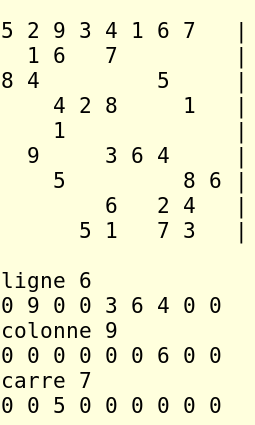 5 2 9 3 4 1 6 7   |
  1 6   7         |
8 4         5     |
    4 2 8     1   |
    1             |
  9     3 6 4     |
    5         8 6 |
        6   2 4   |
      5 1   7 3   |
ligne 6
0 9 0 0 3 6 4 0 0
colonne 9
0 0 0 0 0 0 6 0 0
carre 7
0 0 5 0 0 0 0 0 0